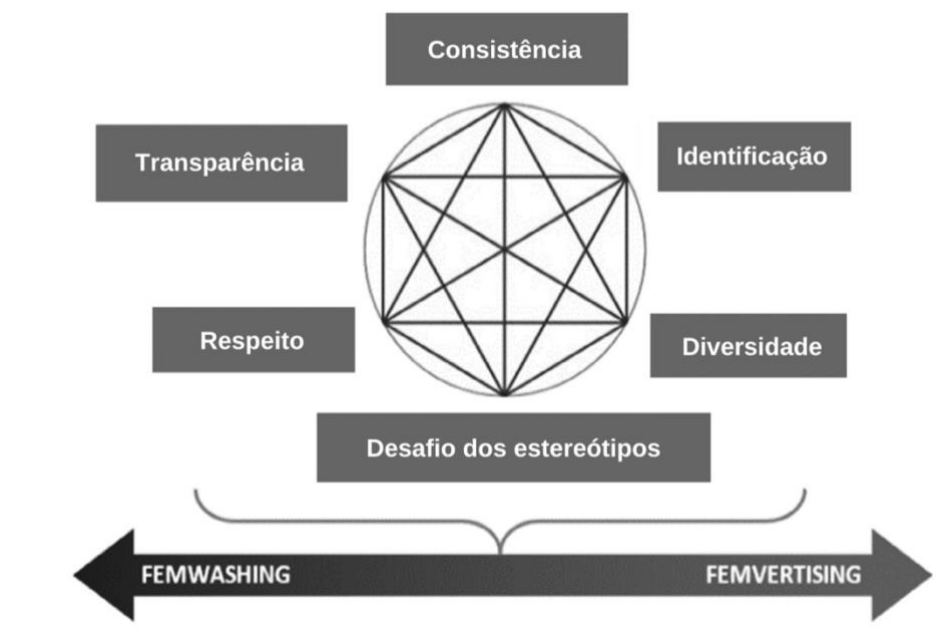 Consistência
Transparência
Identificação
Respeito
Diversidade
Desafio dos estereótipos
FEMWASHING
FEMVERTISING